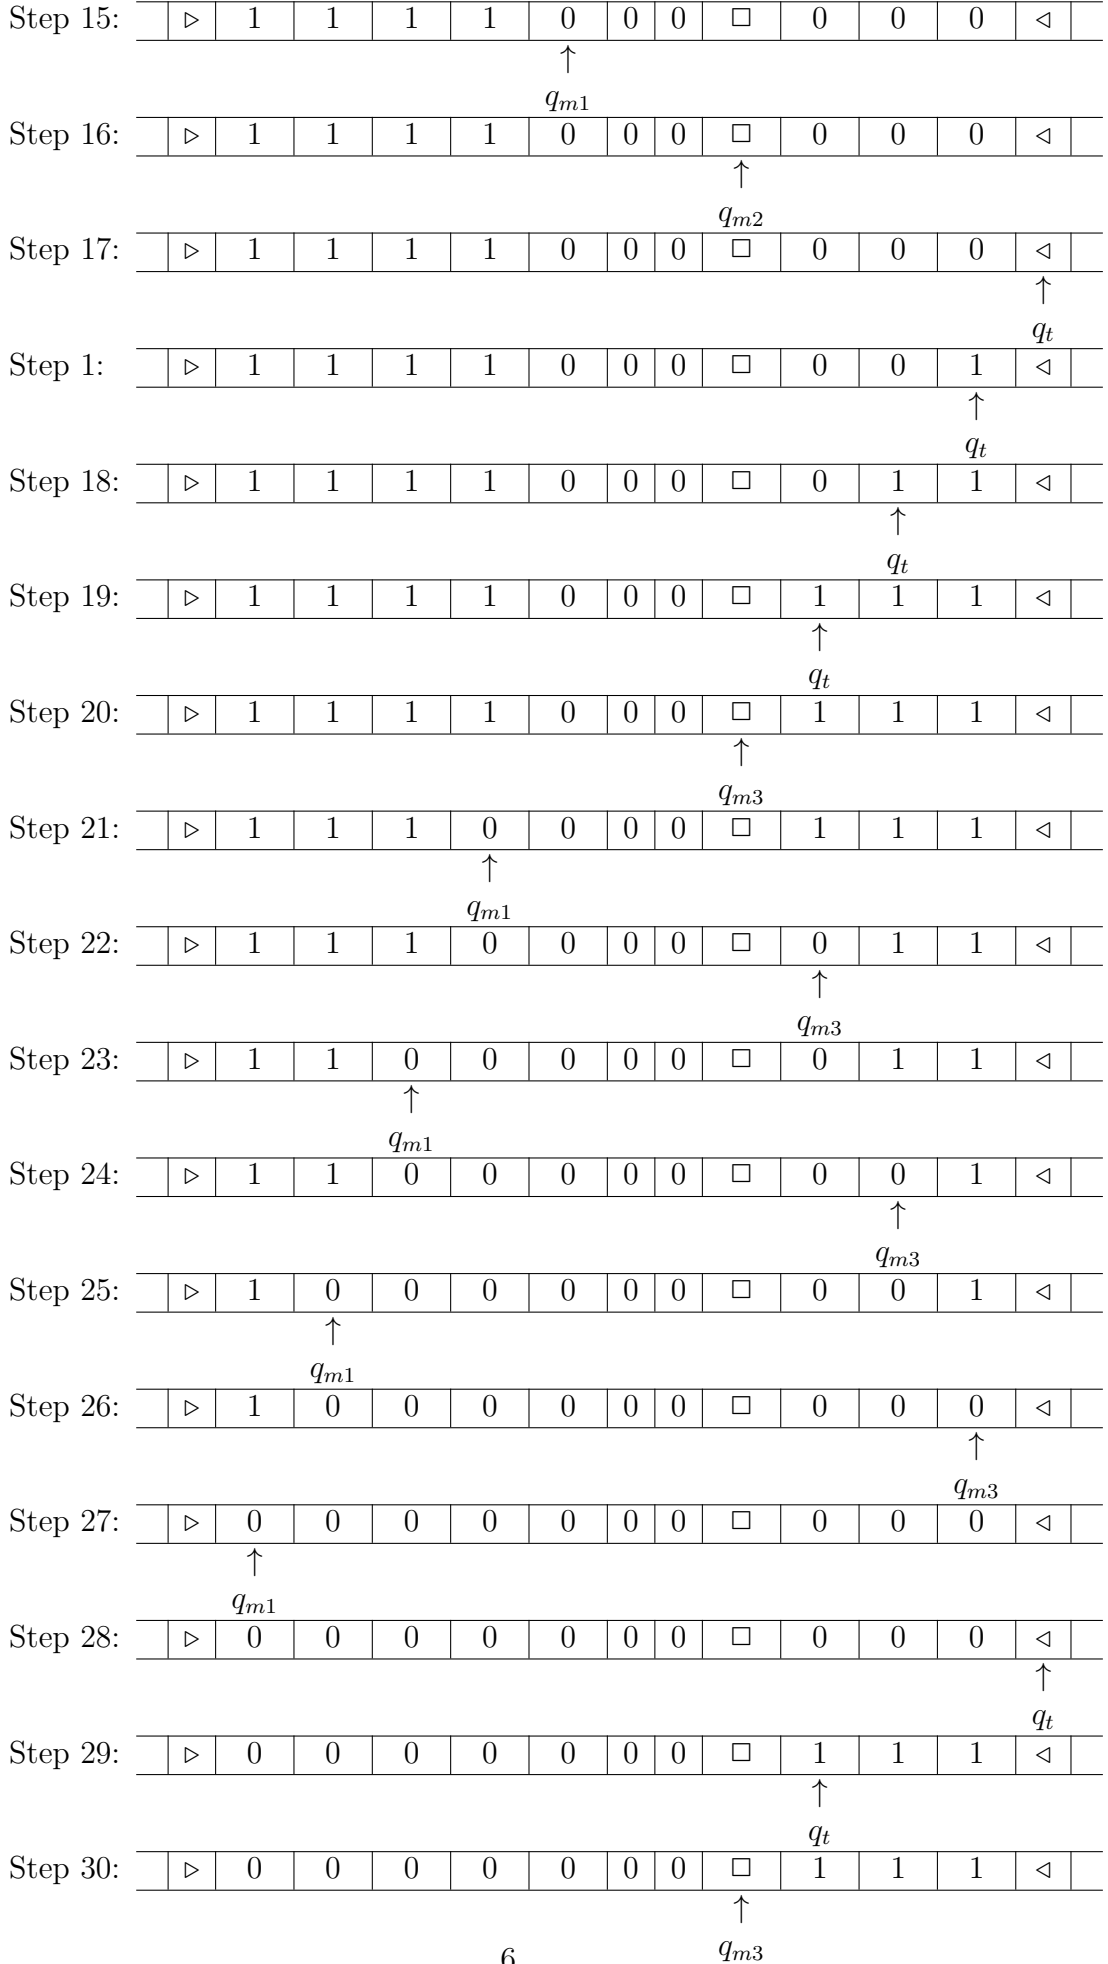 Step 15: ▷ 1 1 1 1 0 0 0 □ 0 0 0 ◁
↑
q_{m1}
Step 16: ▷ 1 1 1 1 0 0 0 □ 0 0 0 ◁
↑
q_{m2}
Step 17: ▷ 1 1 1 1 0 0 0 □ 0 0 0 ◁
↑
q_t
Step 1: ▷ 1 1 1 1 0 0 0 □ 0 0 1 ◁
↑
q_t
Step 18: ▷ 1 1 1 1 0 0 0 □ 0 1 1 ◁
↑
q_t
Step 19: ▷ 1 1 1 1 0 0 0 □ 1 1 1 ◁
↑
q_t
Step 20: ▷ 1 1 1 1 0 0 0 □ 1 1 1 ◁
↑
q_{m3}
Step 21: ▷ 1 1 1 0 0 0 0 □ 1 1 1 ◁
↑
q_{m1}
Step 22: ▷ 1 1 1 0 0 0 0 □ 0 1 1 ◁
↑
q_{m3}
Step 23: ▷ 1 1 0 0 0 0 0 □ 0 1 1 ◁
↑
q_{m1}
Step 24: ▷ 1 1 0 0 0 0 0 □ 0 0 1 ◁
↑
q_{m3}
Step 25: ▷ 1 0 0 0 0 0 0 □ 0 0 1 ◁
↑
q_{m1}
Step 26: ▷ 1 0 0 0 0 0 0 □ 0 0 0 ◁
↑
q_{m3}
Step 27: ▷ 0 0 0 0 0 0 0 □ 0 0 0 ◁
↑
q_{m1}
Step 28: ▷ 0 0 0 0 0 0 0 □ 0 0 0 ◁
↑
q_t
Step 29: ▷ 0 0 0 0 0 0 0 □ 1 1 1 ◁
↑
q_t
Step 30: ▷ 0 0 0 0 0 0 0 □ 1 1 1 ◁
↑
q_{m3}
6